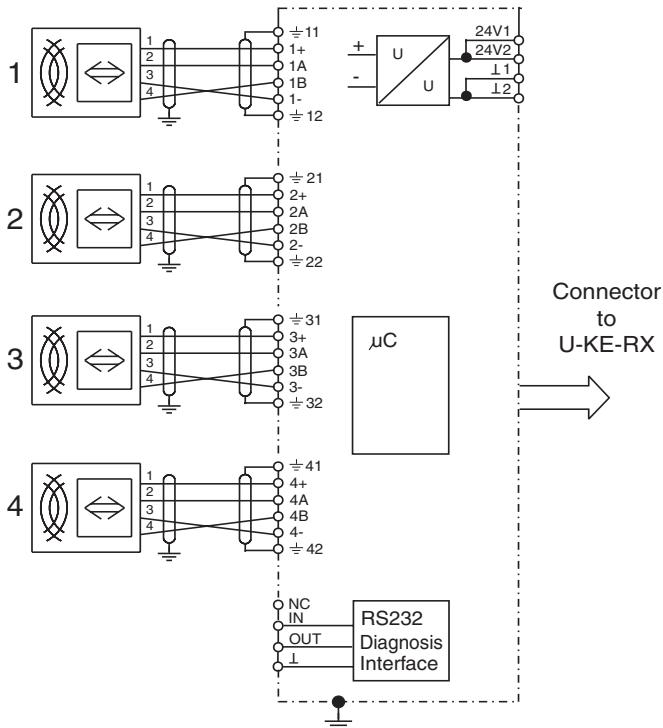 1
1
2
3
4
11
1+
1A
1B
1-
12
+
-
U
U
24V1
24V2
⊥1
⊥2
2
1
2
3
4
21
2+
2A
2B
2-
22
3
1
2
3
4
31
3+
3A
3B
3-
32
µC
Connector
to
U-KE-RX
4
1
2
3
4
41
4+
4A
4B
4-
42
NC
IN
OUT
⊥
RS232
Diagnosis
Interface